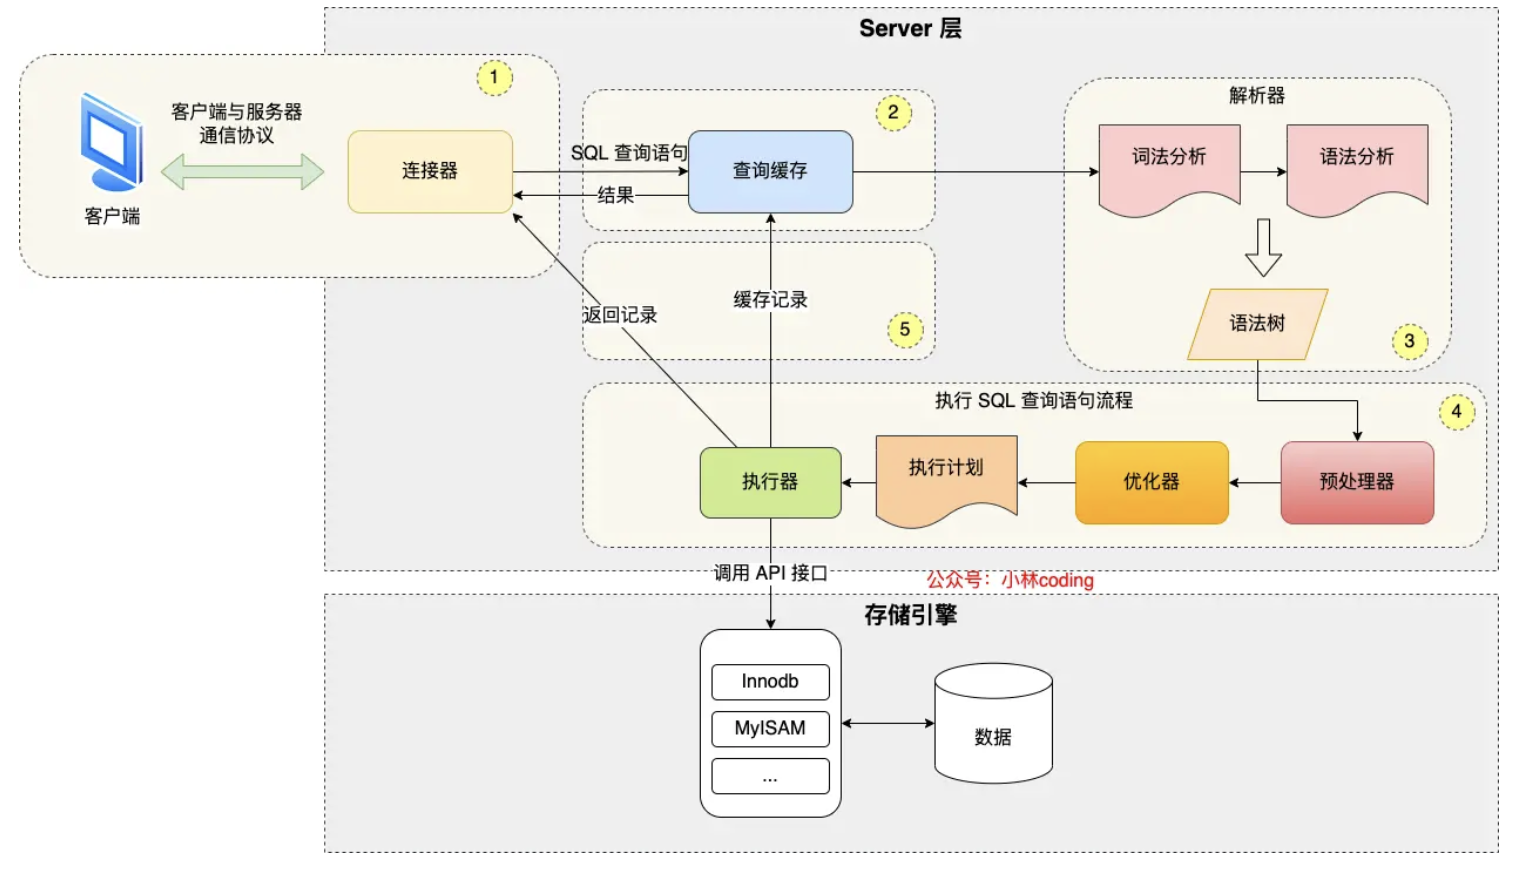 Server 层
1
客户端与服务器
通信协议
客户端
连接器
SQL 查询语句
结果
2
查询缓存
解析器
词法分析
语法分析
语法树
3
返回记录
缓存记录
5
执行 SQL 查询语句流程
4
执行器
执行计划
优化器
预处理器
调用 API 接口
公众号：小林coding
存储引擎
Innodb
MyISAM
...
数据